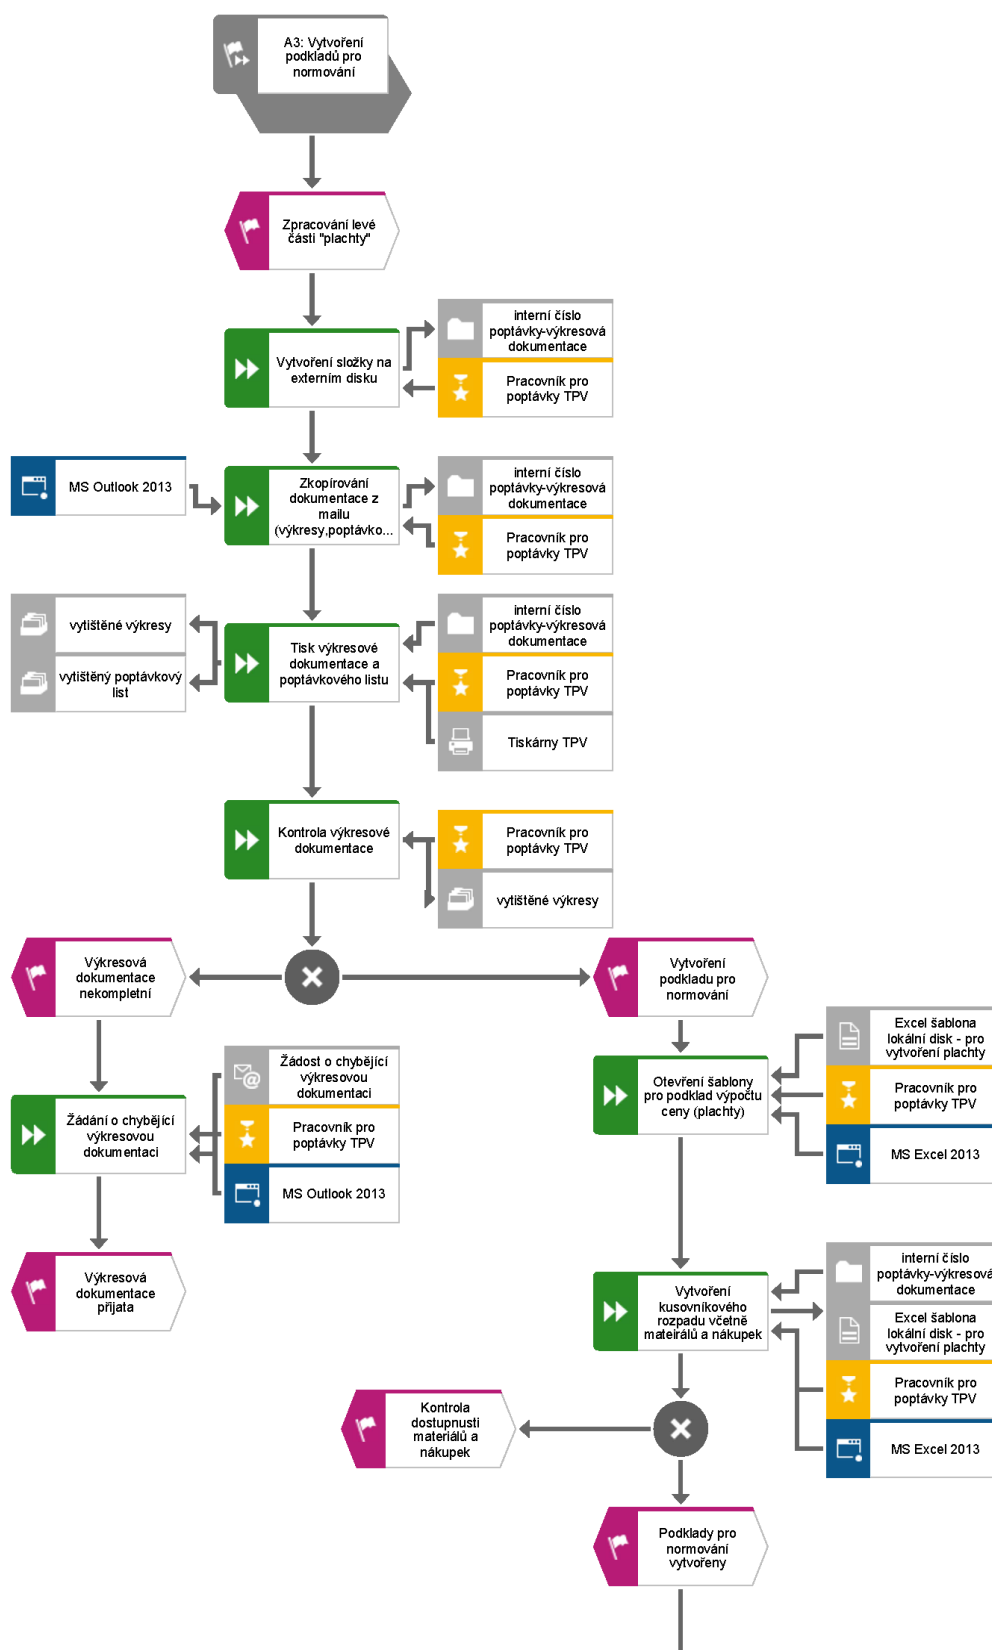 A3: Vytvoření
podkladů pro
normování
Zpracování levé
části "plachty"
Vytvoření složky na
externím disku
interní číslo
poptávky-výkresová
dokumentace
Pracovník pro
poptávky TPV
MS Outlook 2013
Zkopírování
dokumentace z
mailu
(výkresy,poptávko...
interní číslo
poptávky-výkresová
dokumentace
Pracovník pro
poptávky TPV
vytištěné výkresy
vytištěný poptávkový
list
Tisk výkresové
dokumentace a
poptávkového listu
interní číslo
poptávky-výkresová
dokumentace
Pracovník pro
poptávky TPV
Tiskárny TPV
Kontrola výkresové
dokumentace
Pracovník pro
poptávky TPV
vytištěné výkresy
Výkresová
dokumentace
nekompletní
Vytvoření
podkladu pro
normování
Žádání o chybějící
výkresovou
dokumentaci
Žádost o chybějící
výkresovou
dokumentaci
Pracovník pro
poptávky TPV
MS Outlook 2013
Otevření šablony
pro podklad výpočtu
ceny (plachty)
Excel šablona
lokální disk - pro
vytvoření plachty
Pracovník pro
poptávky TPV
MS Excel 2013
Výkresová
dokumentace
přijata
Vytvoření
kusovníkového
rozpadu včetně
mateirálů a nákupek
interní číslo
poptávky-výkresová
dokumentace
Excel šablona
lokální disk - pro
vytvoření plachty
Pracovník pro
poptávky TPV
MS Excel 2013
Kontrola
dostupnosti
materiálů a
nákupek
Podklady pro
normování
vytvořeny